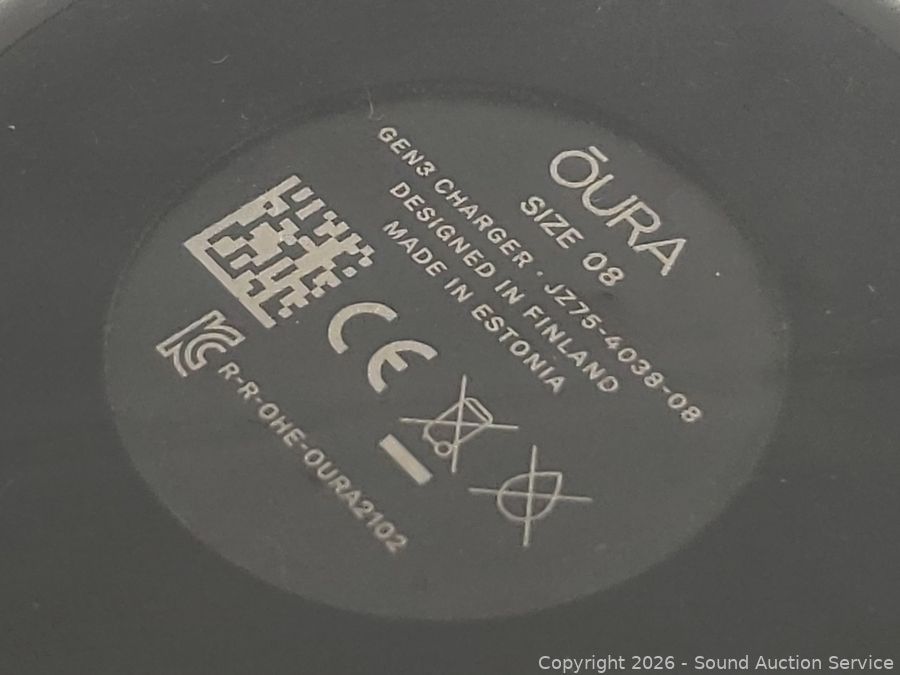 ŌURA
SIZE 08
GEN3 CHARGER · JZ75-4038-08
DESIGNED IN FINLAND
MADE IN ESTONIA
CE
R-R-OHE-OURA2102
Copyright 2026 - Sound Auction Service